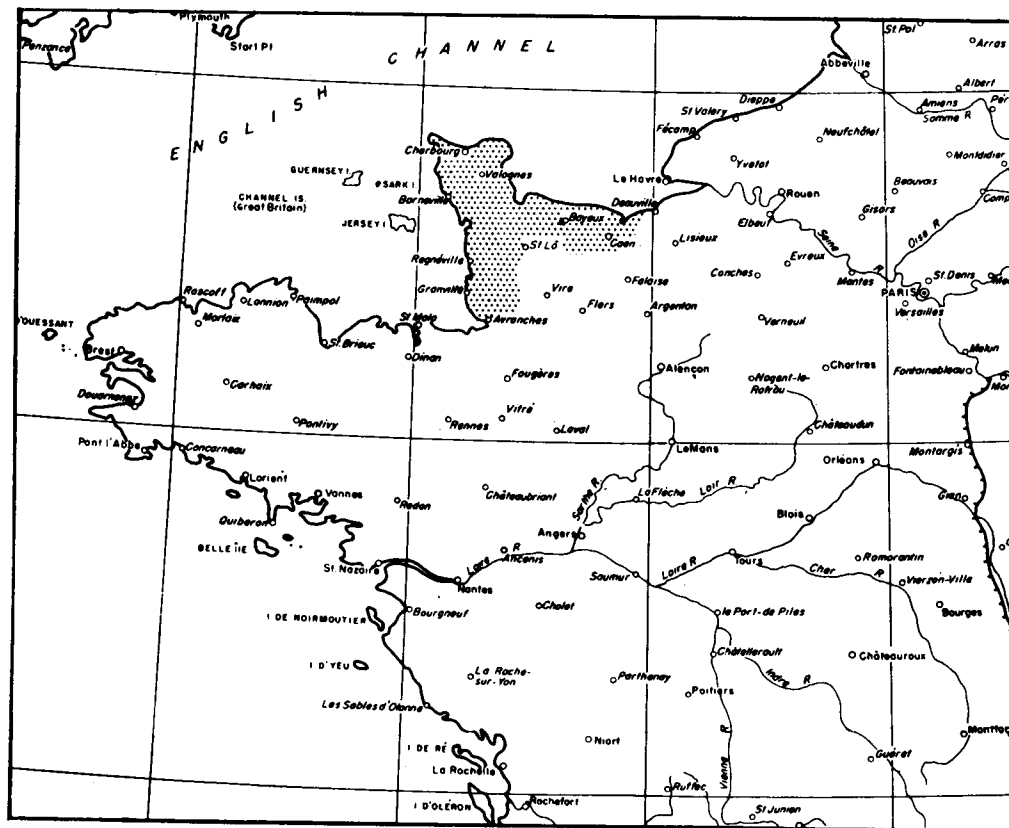 Plymouth
Penzance
Start Pt
CHANNEL
ENGLISH
St Pol
Arras
Abbeville
Albert
Amiens
Somme R
Dieppe
St Valery
Fécamp
Neufchâtel
Yvetot
Montdidier
Cherbourg
Valognes
GUERNSEY I
SARK I
CHANNEL IS.
(Great Britain)
JERSEY I
Barneville
Le Havre
Rouen
Beauvais
Deauville
Elbeuf
Gisors
Oise R
Bayeux
Caen
St Lô
Lisieux
Seine
R
Evreux
Regnéville
Conches
Mantes
St. Denis
PARIS
Versailles
Granville
Vire
Falaise
Flers
Argentan
Verneuil
Avranches
Roscoff
Lannion
Paimpol
Morlaix
St Malo
D'OUESSANT
St. Brieuc
Dinan
Brest
Melun
Fougères
Alençon
Nogent-le-
Rotrou
Chartres
Fontainebleau
Carhaix
Douarnenez
Pontivy
Rennes
Vitré
Laval
Châteaudun
Pont l'Abbe
Concarneau
LeMans
Montargis
Orléans
Lorient
Vannes
Redon
Châteaubriant
Sarthe R
La Flèche
Loir R
Gien
Quiberon
Blois
Angers
BELLE ÎLE
St Nazaire
Loire R
Ancenis
Loire R
Tours
Cher
R
Romorantin
Vierzon-Ville
Nantes
Saumur
Bourges
I DE NOIRMOUTIER
Bourgneuf
Cholet
le Port-de Piles
Châtellerault
Châteauroux
I D'YEU
La Roche-
sur-Yon
Parthenay
Indre R
Poitiers
Les Sables d'Olonne
Niort
Guéret
I DE RÉ
La Rochelle
Vienne R
Ruffec
I D'OLÉRON
Rochefort
St Junien